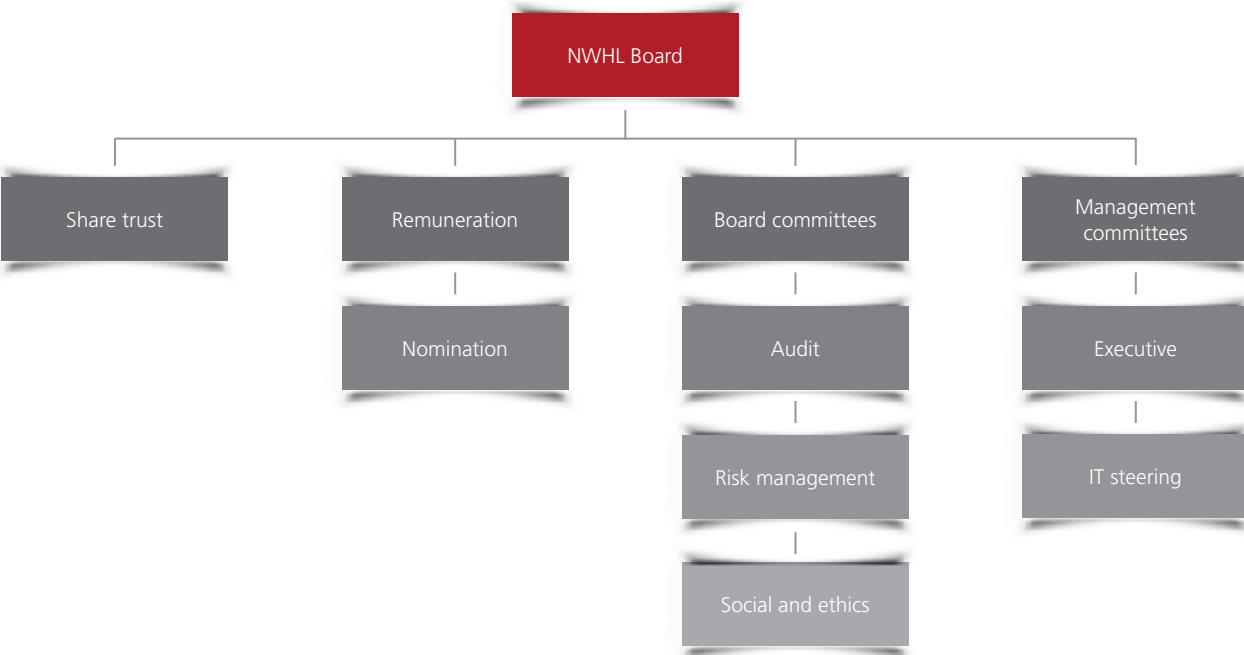 NWHL Board
Share trust
Remuneration
Board committees
Management
committees
Nomination
Audit
Executive
Risk management
IT steering
Social and ethics